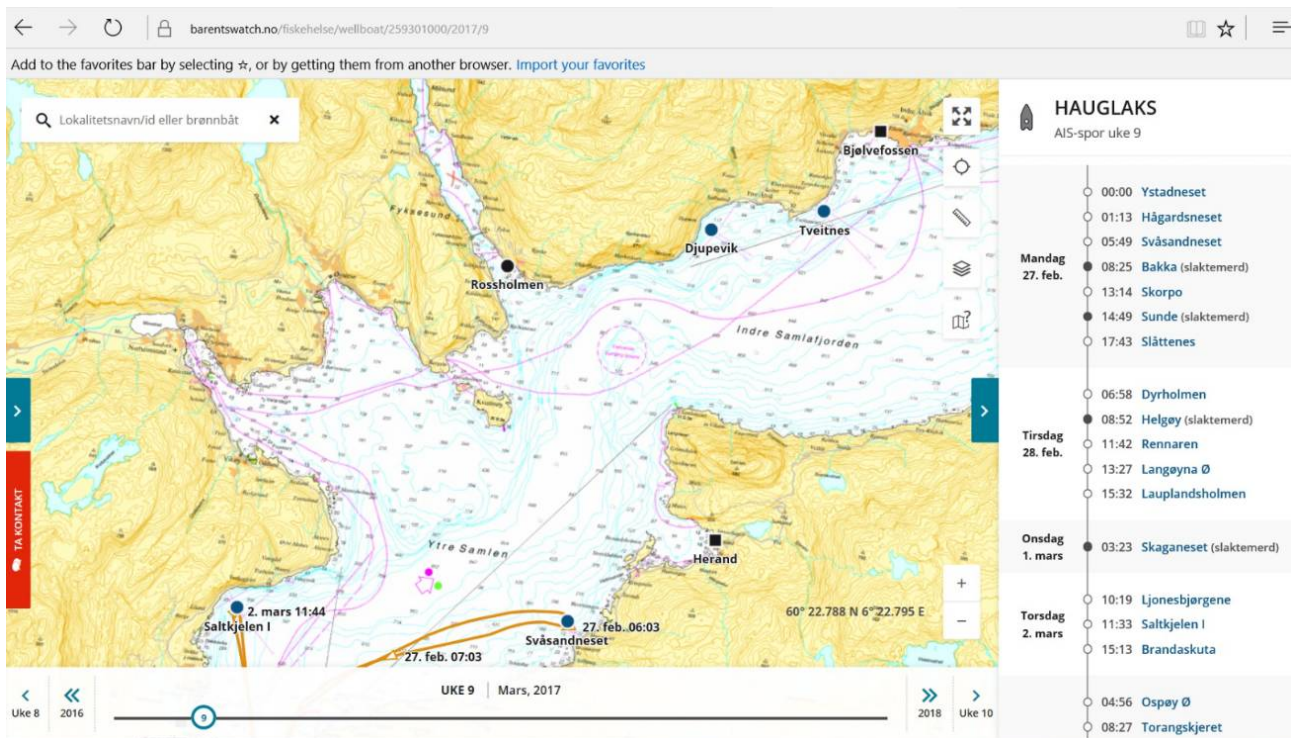 barentswatch.no/fiskehelse/wellboat/259301000/2017/9
Add to the favorites bar by selecting ☆, or by getting them from another browser. Import your favorites
Lokalitetsnavn/id eller brønnbåt
Bjølvefossen
Fyksesund
Tveitnes
Djupevik
Rossholmen
Indre Samlafjorden
TA KONTAKT
Ytre Samlen
Herand
2. mars 11:44
Saltkjelen I
27. feb. 06:03
Svåsandneset
27. feb. 07:03
60° 22.788 N 6° 22.795 E
+
−
Uke 8
2016
UKE 9 | Mars, 2017
9
2018
Uke 10
HAUGLAKS
AIS-spor uke 9
Mandag
27. feb.
00:00 Ystadneset
01:13 Hågardsneset
05:49 Svåsandneset
08:25 Bakka (slaktemerd)
13:14 Skorpo
14:49 Sunde (slaktemerd)
17:43 Slåttenes
Tirsdag
28. feb.
06:58 Dyrholmen
08:52 Helgøy (slaktemerd)
11:42 Rennaren
13:27 Langøyna Ø
15:32 Lauplandsholmen
Onsdag
1. mars
03:23 Skaganeset (slaktemerd)
Torsdag
2. mars
10:19 Ljonesbjørgene
11:33 Saltkjelen I
15:13 Brandaskuta
04:56 Ospøy Ø
08:27 Torangskjeret